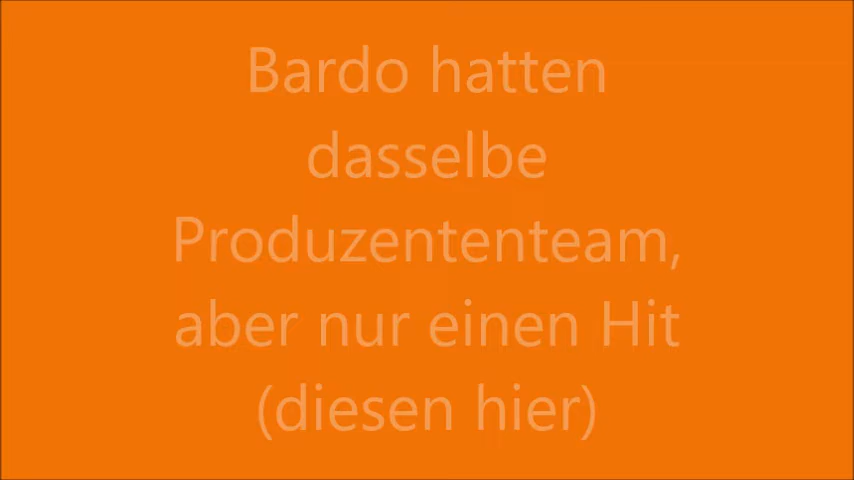 Bardo hatten
dasselbe
Produzententeam,
aber nur einen Hit
(diesen hier)